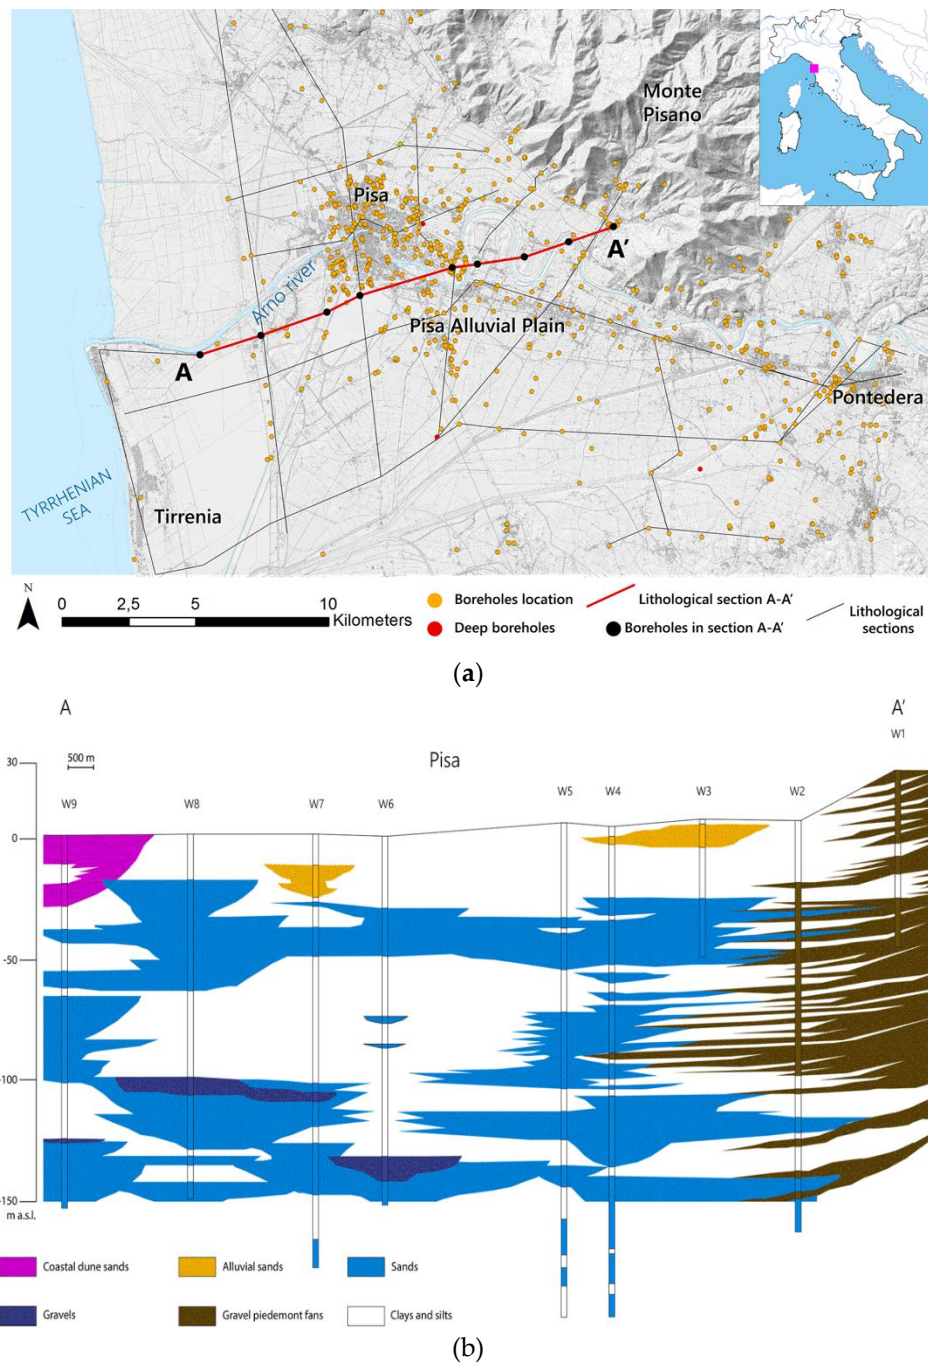 Monte
Pisano
Pisa
A'
Arno river
Pisa Alluvial Plain
A
Pontedera
TYRRHENIAN
SEA
Tirrenia
N
0 2,5 5 10
Kilometers
Boreholes location
Lithological section A-A'
Lithological
sections
Deep boreholes
Boreholes in section A-A'
(a)
A
A'
W1
30
500 m
Pisa
W9 W8 W7 W6 W5 W4 W3 W2
0
-50
-100
-150
m a.s.l.
Coastal dune sands
Alluvial sands
Sands
Gravels
Gravel piedemont fans
Clays and silts
(b)